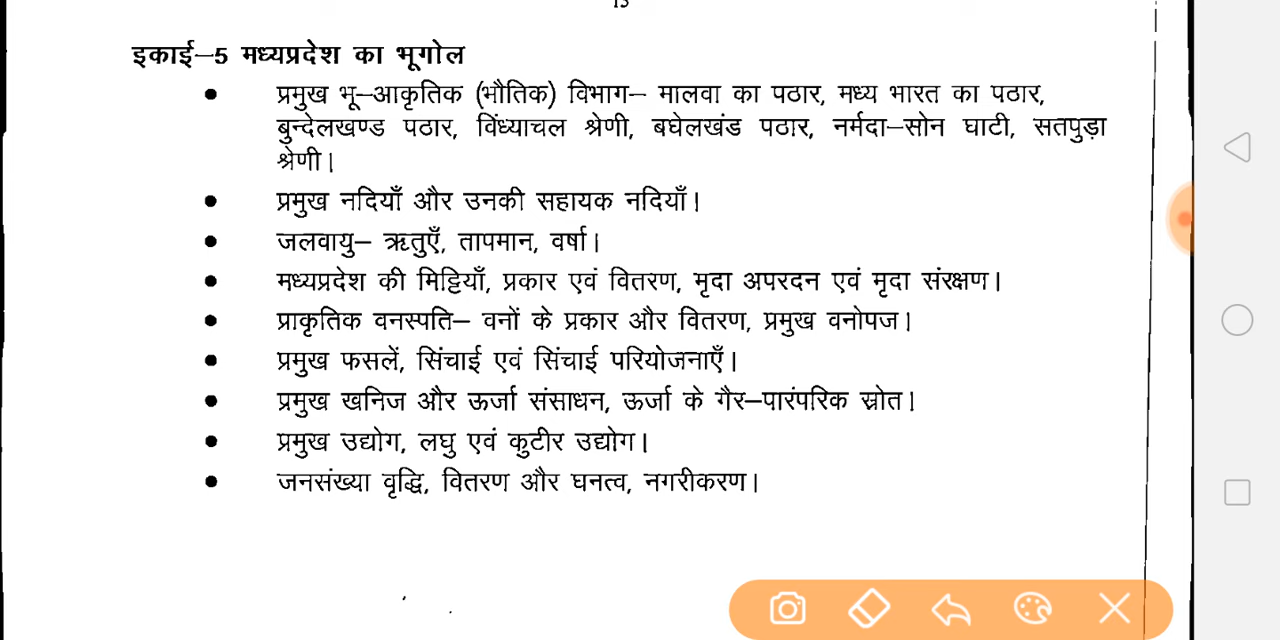 13
इकाई–5 मध्यप्रदेश का भूगोल
● प्रमुख भू–आकृतिक (भौतिक) विभाग– मालवा का पठार, मध्य भारत का पठार,
बुन्देलखण्ड पठार, विंध्याचल श्रेणी, बघेलखंड पठार, नर्मदा–सोन घाटी, सतपुड़ा
श्रेणी।
● प्रमुख नदियाँ और उनकी सहायक नदियाँ।
● जलवायु– ऋतुएँ, तापमान, वर्षा।
● मध्यप्रदेश की मिट्टियाँ, प्रकार एवं वितरण, मृदा अपरदन एवं मृदा संरक्षण।
● प्राकृतिक वनस्पति– वनों के प्रकार और वितरण, प्रमुख वनोपज।
● प्रमुख फसलें, सिंचाई एवं सिंचाई परियोजनाएँ।
● प्रमुख खनिज और ऊर्जा संसाधन, ऊर्जा के गैर–पारंपरिक स्रोत।
● प्रमुख उद्योग, लघु एवं कुटीर उद्योग।
● जनसंख्या वृद्धि, वितरण और घनत्व, नगरीकरण।